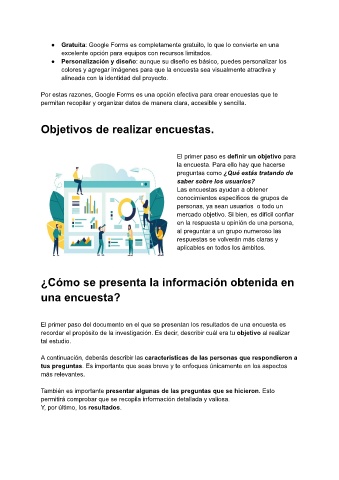 ● Gratuita: Google Forms es completamente gratuito, lo que lo convierte en una
excelente opción para equipos con recursos limitados.
● Personalización y diseño: aunque su diseño es básico, puedes personalizar los
colores y agregar imágenes para que la encuesta sea visualmente atractiva y
alineada con la identidad del proyecto.
Por estas razones, Google Forms es una opción efectiva para crear encuestas que te
permitan recopilar y organizar datos de manera clara, accesible y sencilla.
Objetivos de realizar encuestas.
El primer paso es definir un objetivo para
la encuesta. Para ello hay que hacerse
preguntas como ¿Qué estás tratando de
saber sobre los usuarios?
Las encuestas ayudan a obtener
conocimientos específicos de grupos de
personas, ya sean usuarios o todo un
mercado objetivo. Si bien, es difícil confiar
en la respuesta u opinión de una persona,
al preguntar a un grupo numeroso las
respuestas se volverán más claras y
aplicables en todos los ámbitos.
¿Cómo se presenta la información obtenida en
una encuesta?
El primer paso del documento en el que se presentan los resultados de una encuesta es
recordar el propósito de la investigación. Es decir, describir cuál era tu objetivo al realizar
tal estudio.
A continuación, deberás describir las características de las personas que respondieron a
tus preguntas. Es importante que seas breve y te enfoques únicamente en los aspectos
más relevantes.
También es importante presentar algunas de las preguntas que se hicieron. Esto
permitirá comprobar que se recopila información detallada y valiosa.
Y, por último, los resultados.